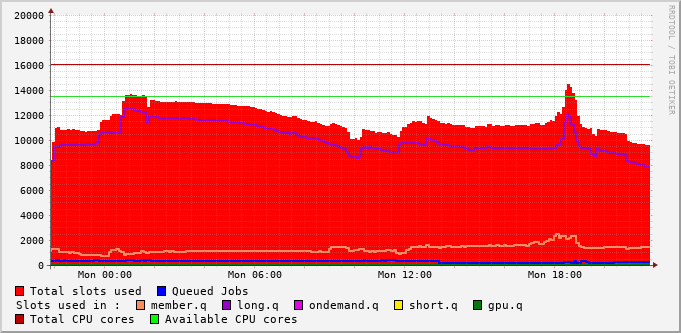 RRDTOOL / TOBI OETIKER
20000
18000
16000
14000
12000
10000
8000
6000
4000
2000
0
Mon 00:00 Mon 06:00 Mon 12:00 Mon 18:00
Total slots used Queued Jobs
Slots used in : member.q long.q ondemand.q short.q gpu.q
Total CPU cores Available CPU cores